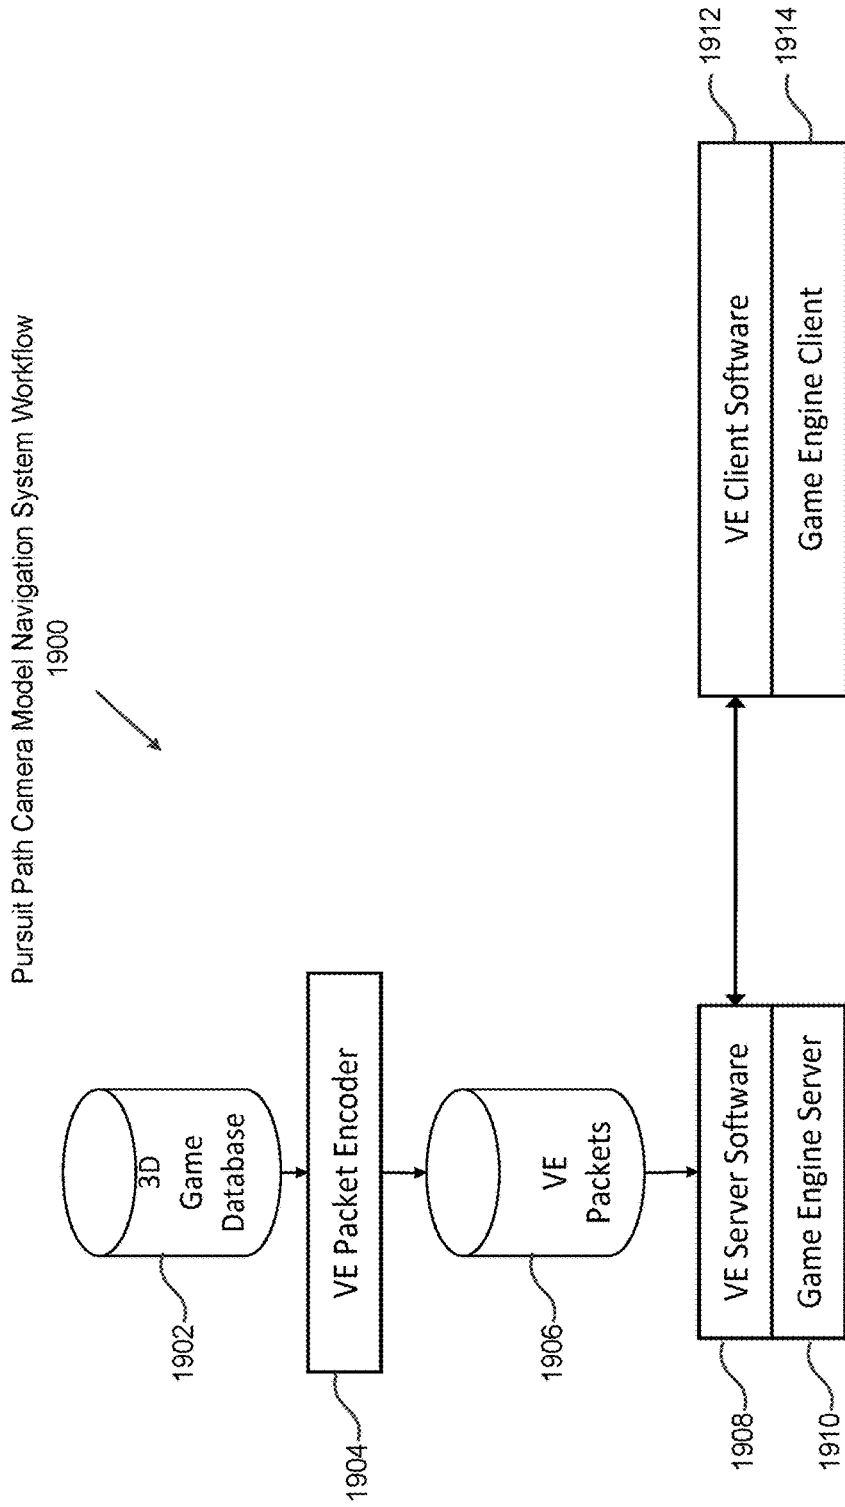 Pursuit Path Camera Model Navigation System Workflow
1900
3D
Game
Database
1902
VE Packet Encoder
1904
VE
Packets
1906
VE Server Software
1908
Game Engine Server
1910
VE Client Software
1912
Game Engine Client
1914